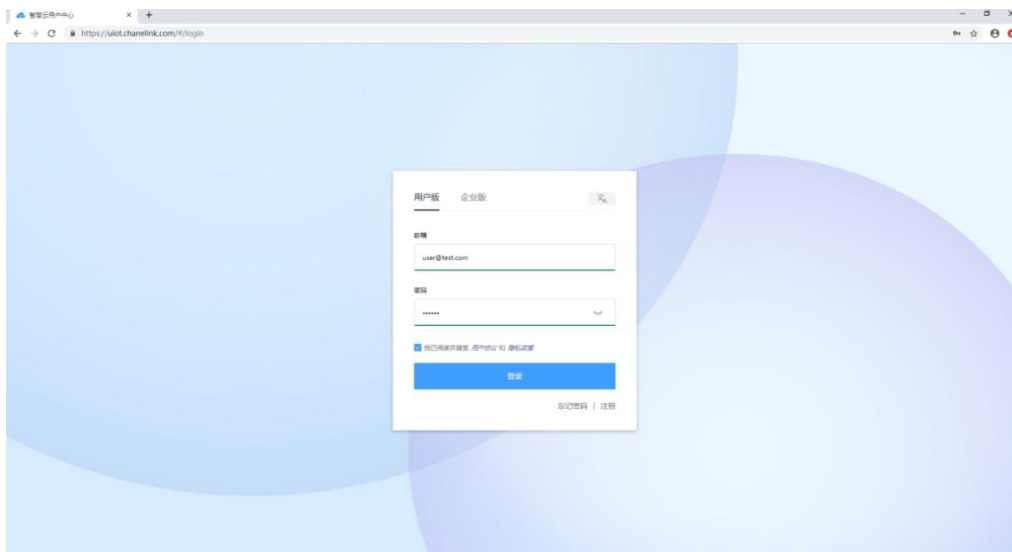 智慧云用户中心
https://uiot.chanelink.com/#/login
用户版 企业版
邮箱
user@test.com
密码
••••••
我已阅读并接受 用户协议 和 隐私政策
登录
忘记密码 | 注册